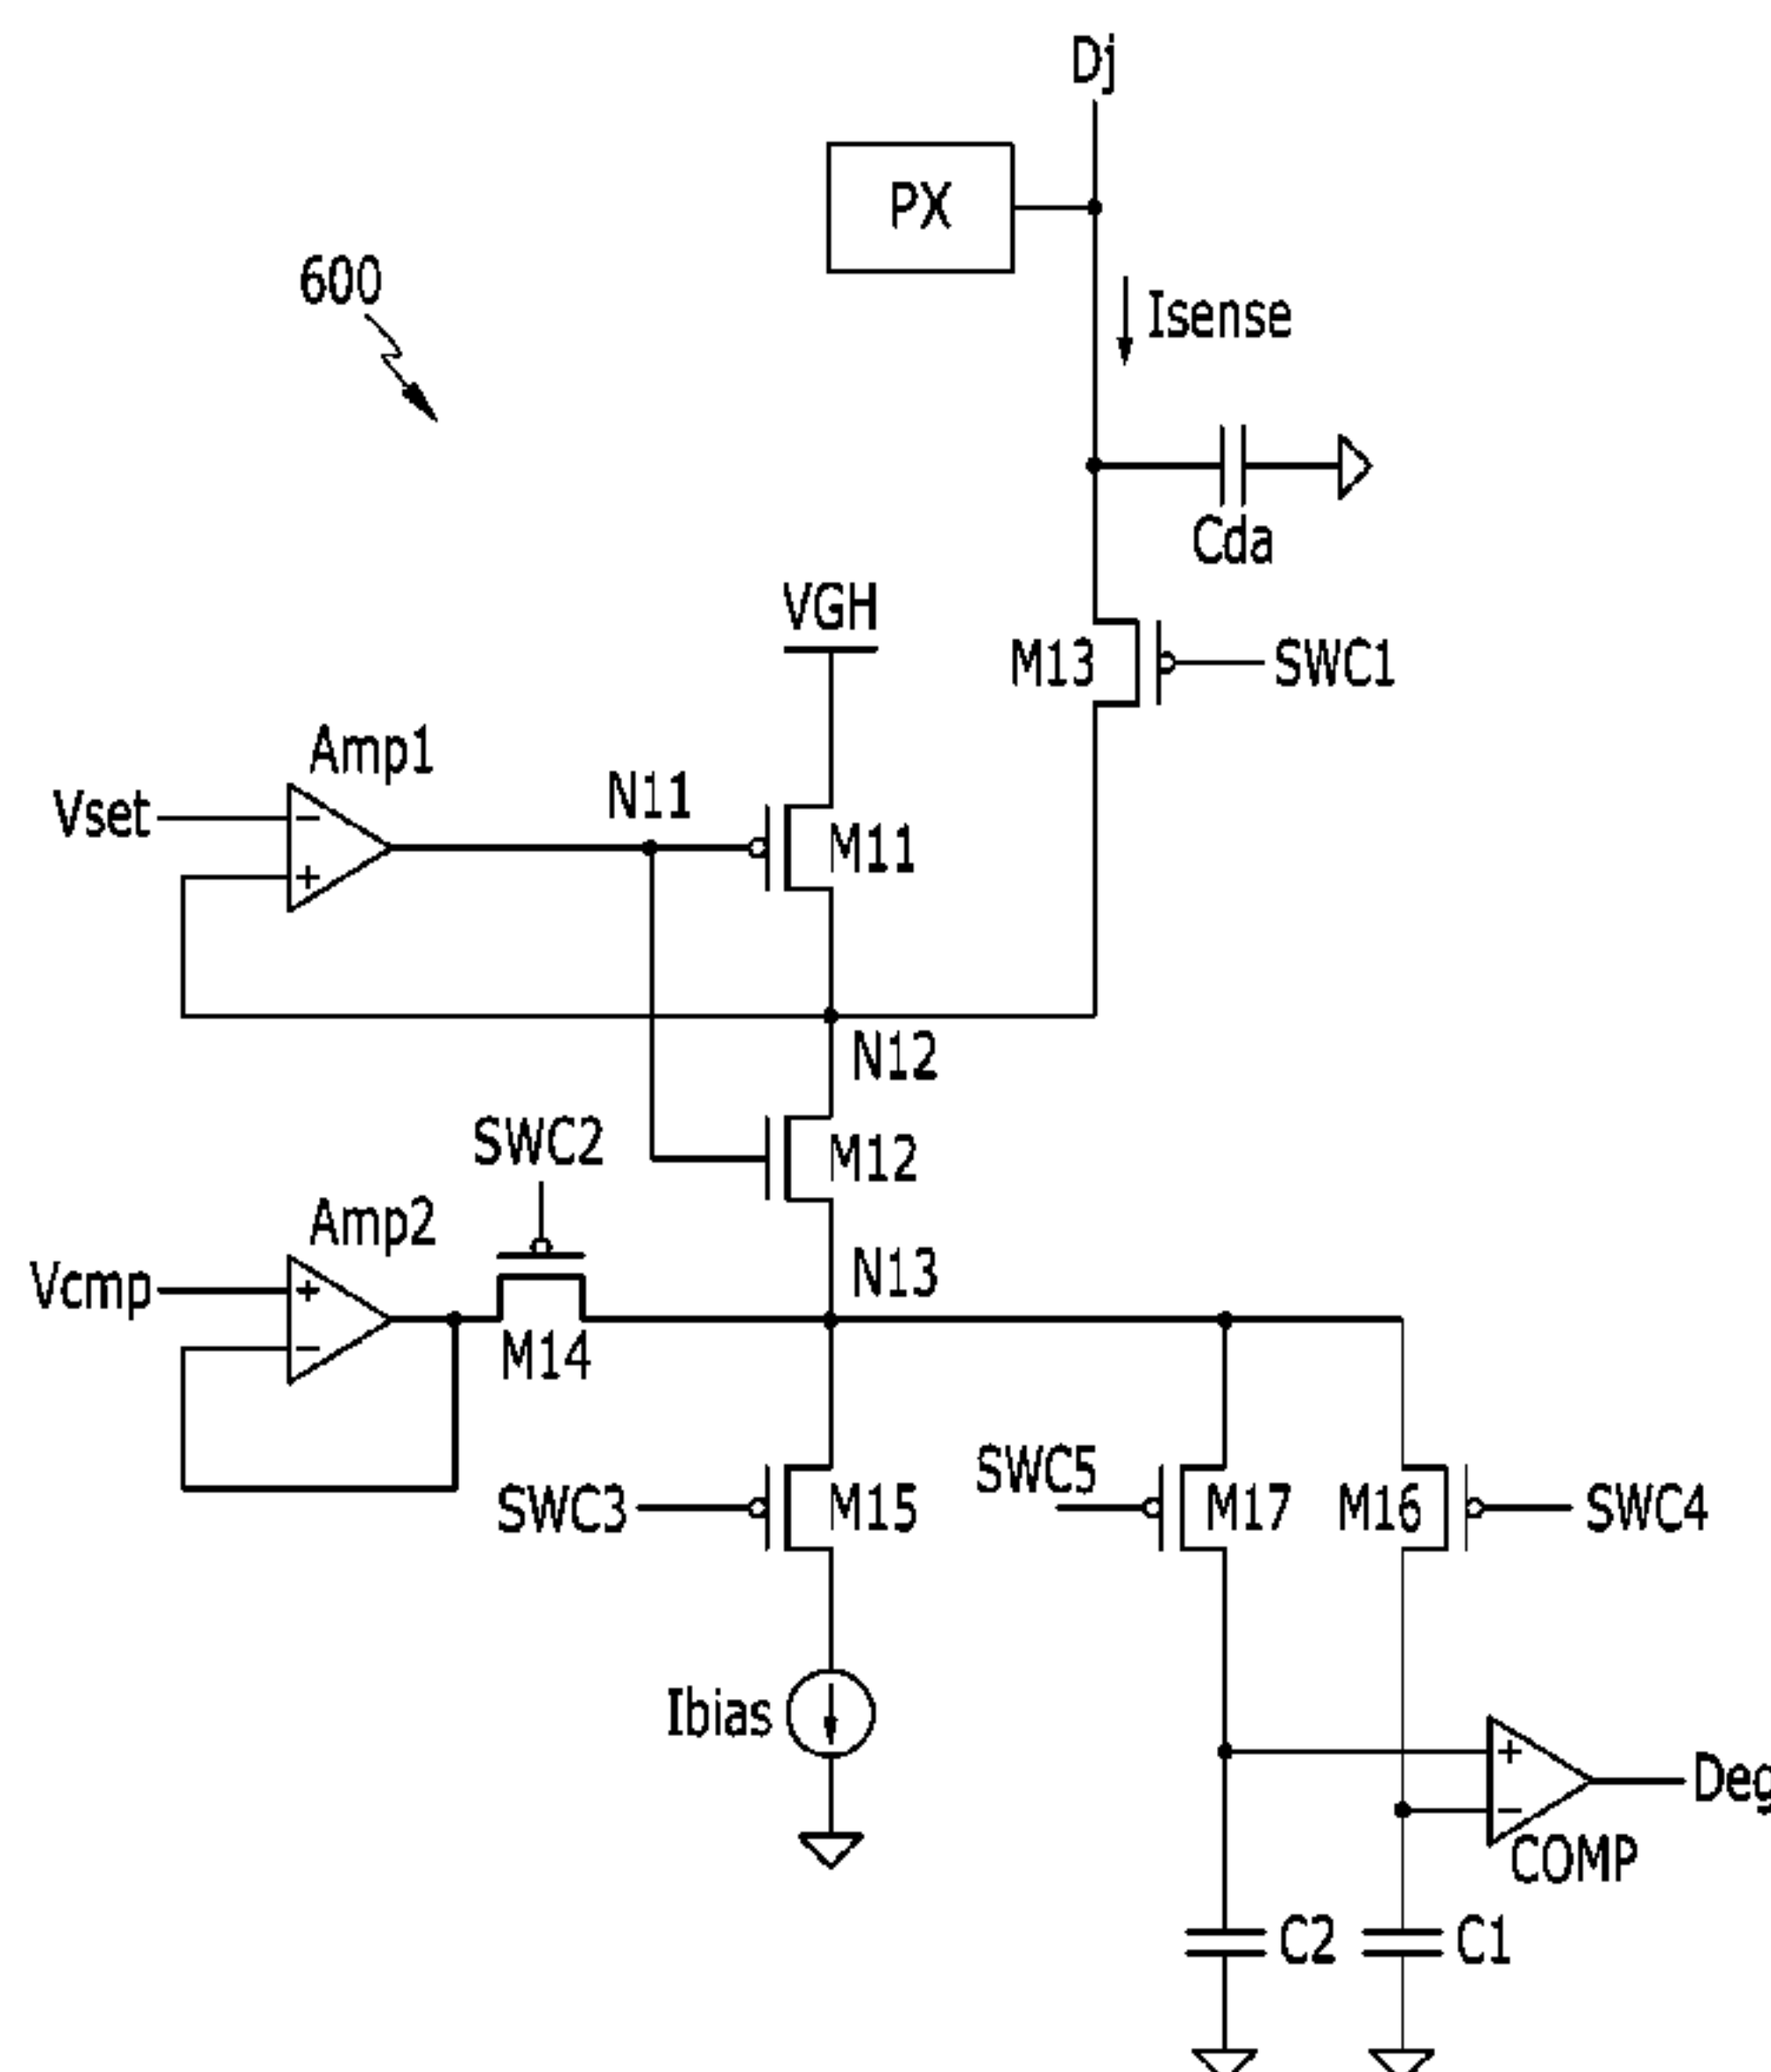 Dj
PX
600
Isense
Cda
VGH
M13
SWC1
Amp1
Vset
N11
M11
N12
SWC2
M12
Amp2
Vcmp
N13
M14
SWC3
M15
SWC5
M17
M16
SWC4
Ibias
Deg
COMP
C2
C1